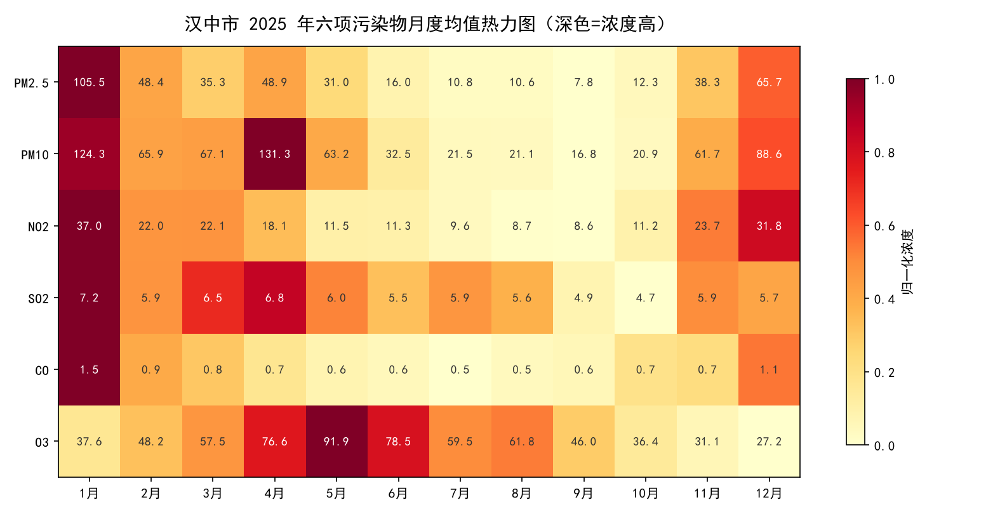 汉中市 2025 年六项污染物月度均值热力图（深色=浓度高）
PM2.5 105.5 48.4 35.3 48.9 31.0 16.0 10.8 10.6 7.8 12.3 38.3 65.7
PM10 124.3 65.9 67.1 131.3 63.2 32.5 21.5 21.1 16.8 20.9 61.7 88.6
NO2 37.0 22.0 22.1 18.1 11.5 11.3 9.6 8.7 8.6 11.2 23.7 31.8
SO2 7.2 5.9 6.5 6.8 6.0 5.5 5.9 5.6 4.9 4.7 5.9 5.7
CO 1.5 0.9 0.8 0.7 0.6 0.6 0.5 0.5 0.6 0.7 0.7 1.1
O3 37.6 48.2 57.5 76.6 91.9 78.5 59.5 61.8 46.0 36.4 31.1 27.2
1月 2月 3月 4月 5月 6月 7月 8月 9月 10月 11月 12月
1.0
0.8
0.6
0.4
0.2
0.0
归一化浓度